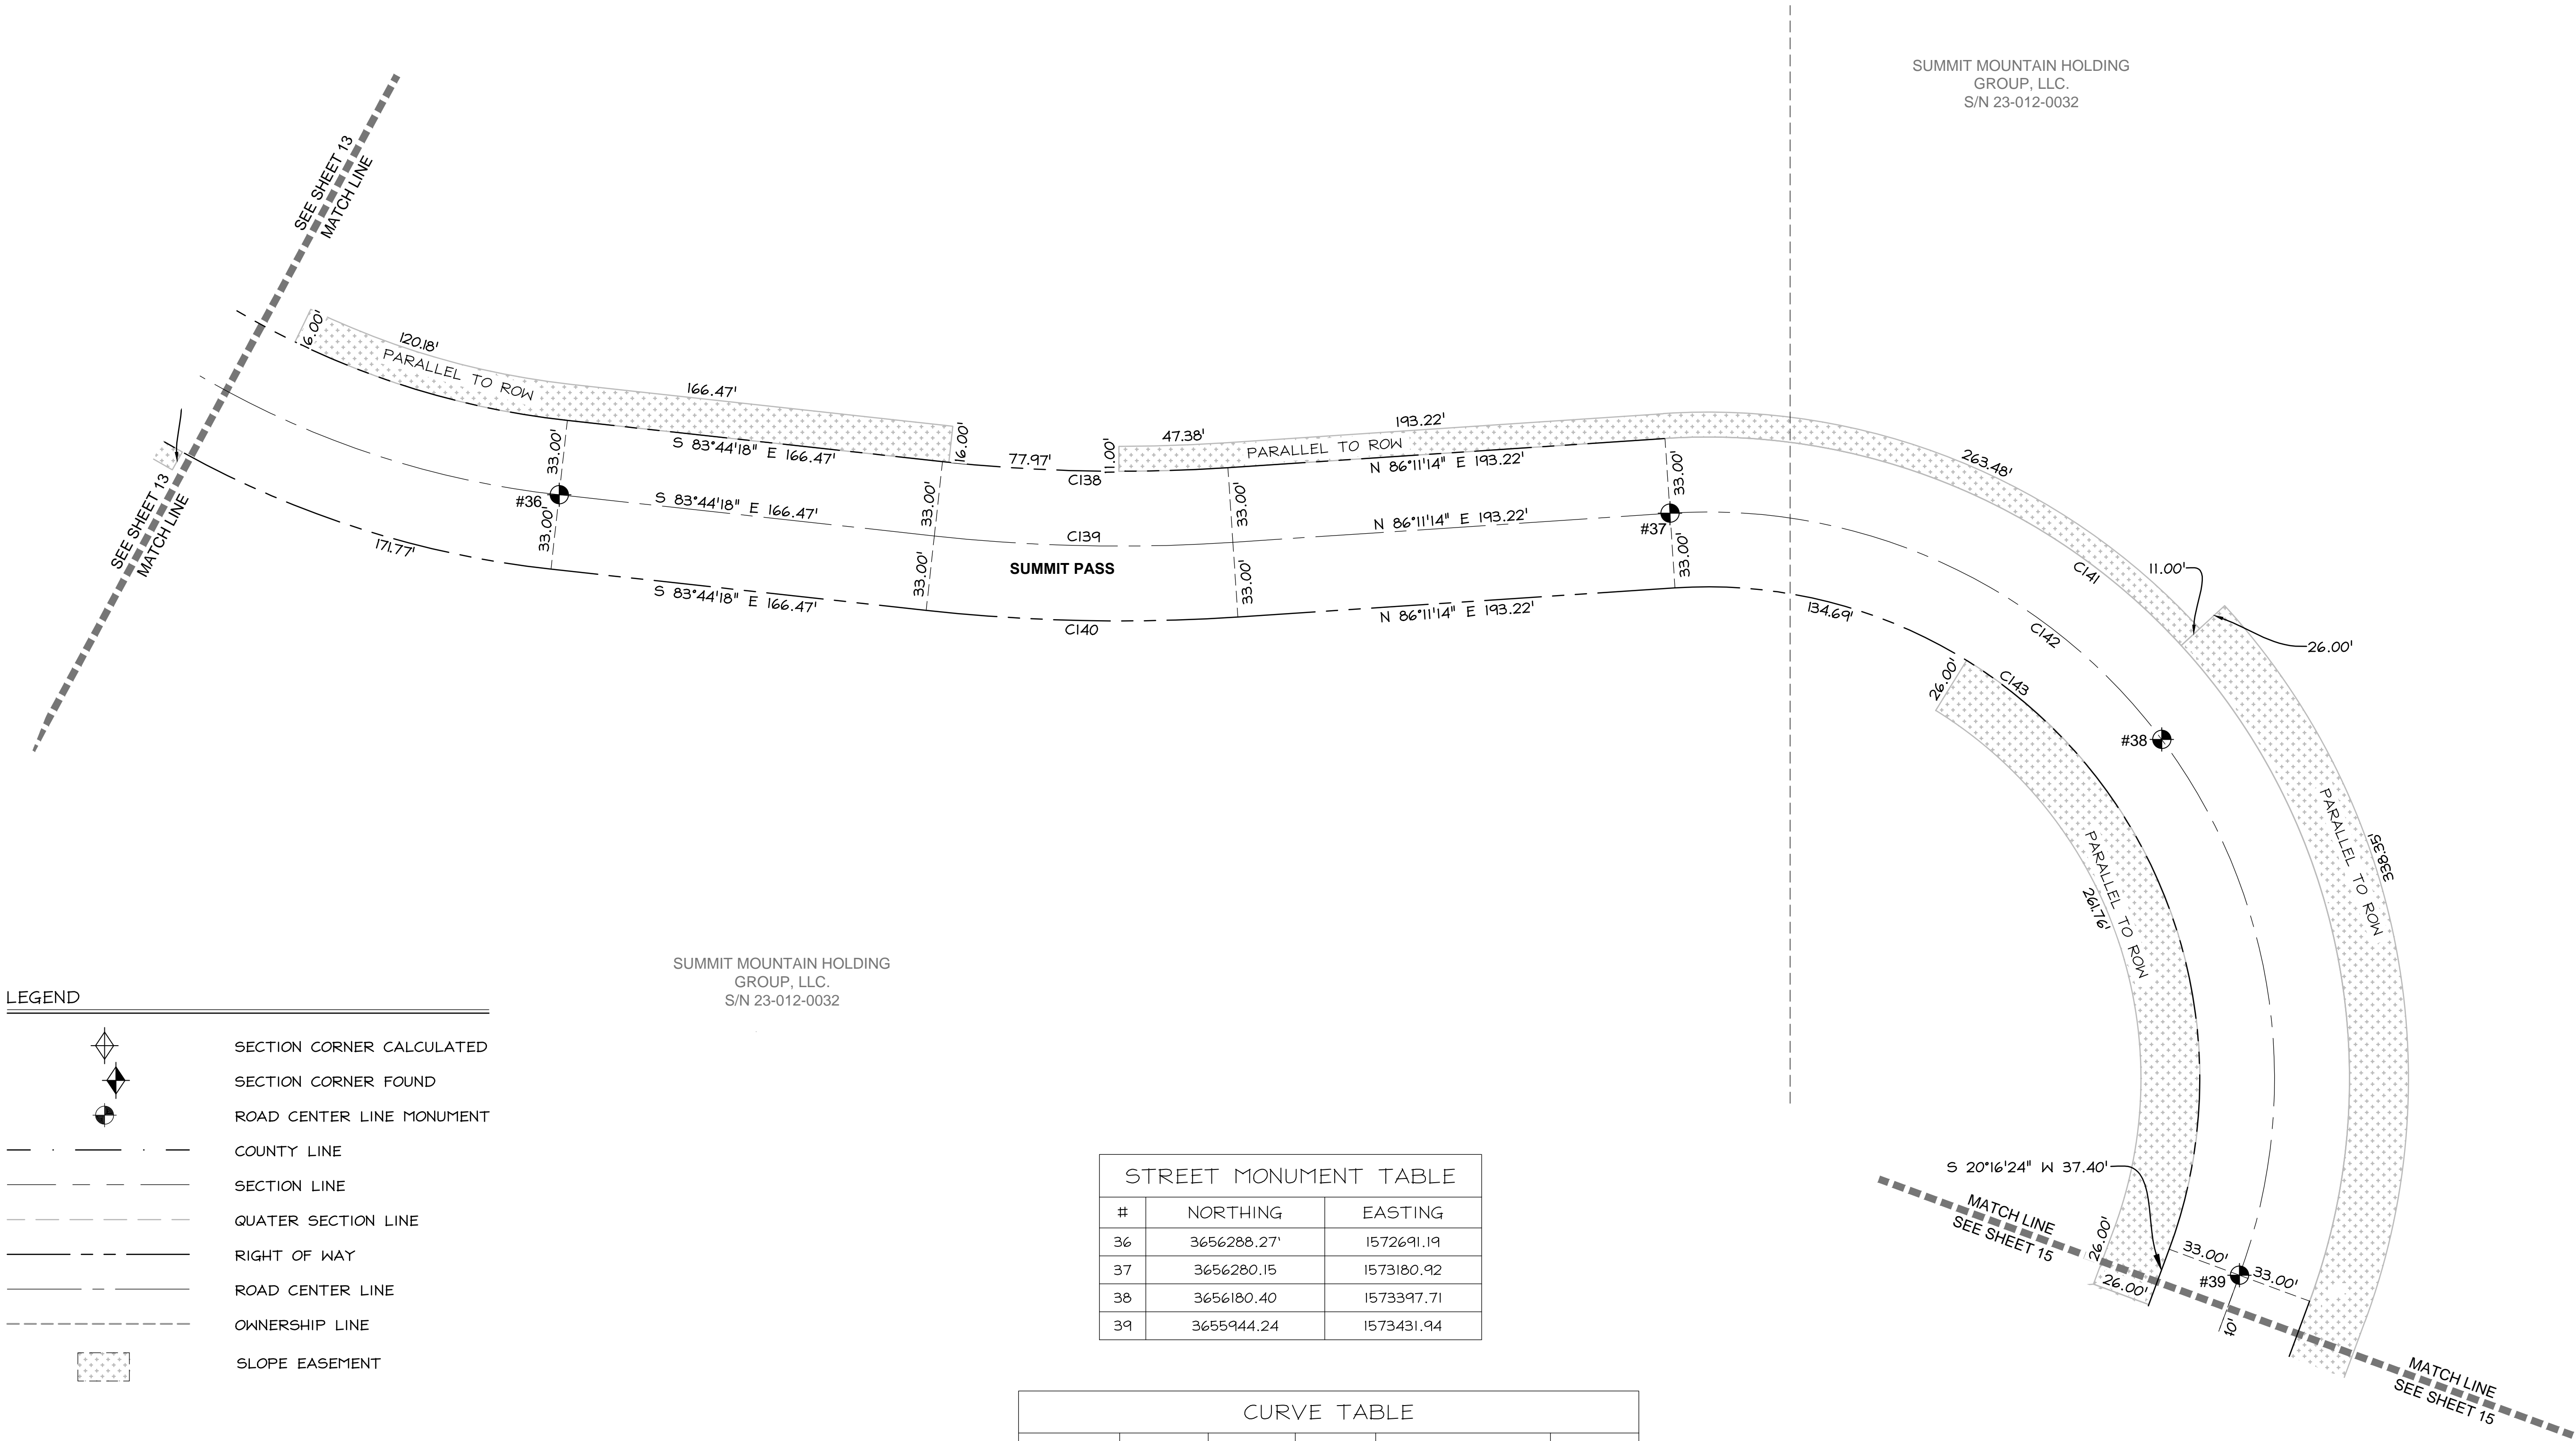 SUMMIT MOUNTAIN HOLDING
GROUP, LLC.
S/N 23-012-0032
SEE SHEET 13
MATCH LINE
120.18'
PARALLEL TO ROW
166.47'
16.00'
S 83°44'18" E 166.47'
33.00'
77.97'
C138
11.00'
47.38'
193.22'
PARALLEL TO ROW
N 86°11'14" E 193.22'
33.00'
33.00'
33.00'
#36
S 83°44'18" E 166.47'
C139
N 86°11'14" E 193.22'
#37
SEE SHEET 13
MATCH LINE
171.77'
33.00'
33.00'
SUMMIT PASS
33.00'
33.00'
S 83°44'18" E 166.47'
C140
N 86°11'14" E 193.22'
134.69'
263.48'
C141
11.00'
26.00'
C142
C143
26.00'
#38
PARALLEL TO ROW
338.35'
PARALLEL TO ROW
261.76'
SUMMIT MOUNTAIN HOLDING
GROUP, LLC.
S/N 23-012-0032
S 20°16'24" W 37.40'
MATCH LINE
SEE SHEET 15
26.00'
26.00'
33.00'
#39
33.00'
MATCH LINE
SEE SHEET 15
LEGEND
SECTION CORNER CALCULATED
SECTION CORNER FOUND
ROAD CENTER LINE MONUMENT
COUNTY LINE
SECTION LINE
QUATER SECTION LINE
RIGHT OF WAY
ROAD CENTER LINE
OWNERSHIP LINE
SLOPE EASEMENT
STREET MONUMENT TABLE
# NORTHING EASTING
36 3656288.27' 1572691.19
37 3656280.15 1573180.92
38 3656180.40 1573397.71
39 3655944.24 1573431.94
CURVE TABLE